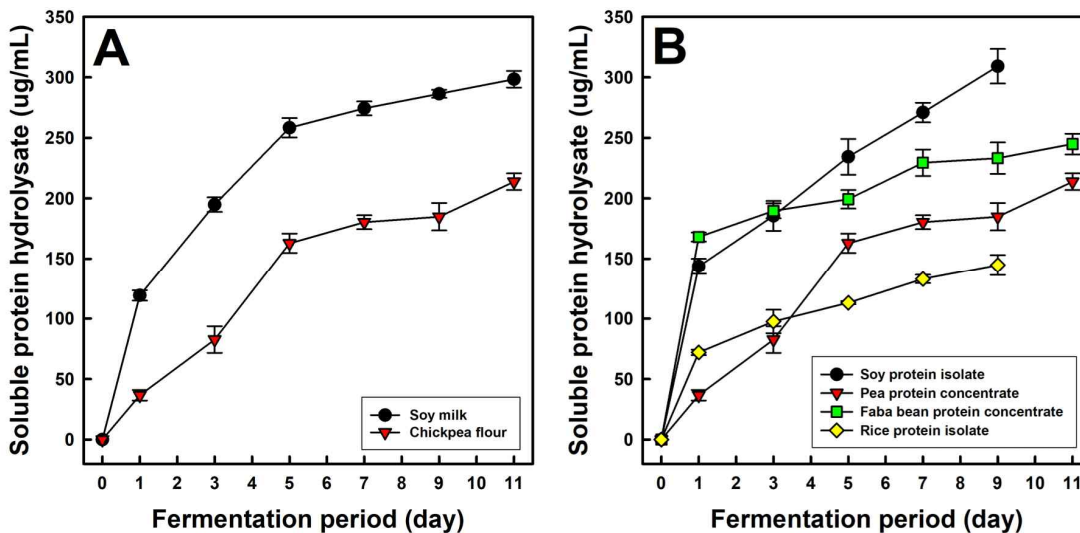 A
Soluble protein hydrolysate (ug/mL)
350
300
250
200
150
100
50
0
Soy milk
Chickpea flour
0 1 2 3 4 5 6 7 8 9 10 11
Fermentation period (day)
B
Soluble protein hydrolysate (ug/mL)
350
300
250
200
150
100
50
0
Soy protein isolate
Pea protein concentrate
Faba bean protein concentrate
Rice protein isolate
0 1 2 3 4 5 6 7 8 9 10 11
Fermentation period (day)